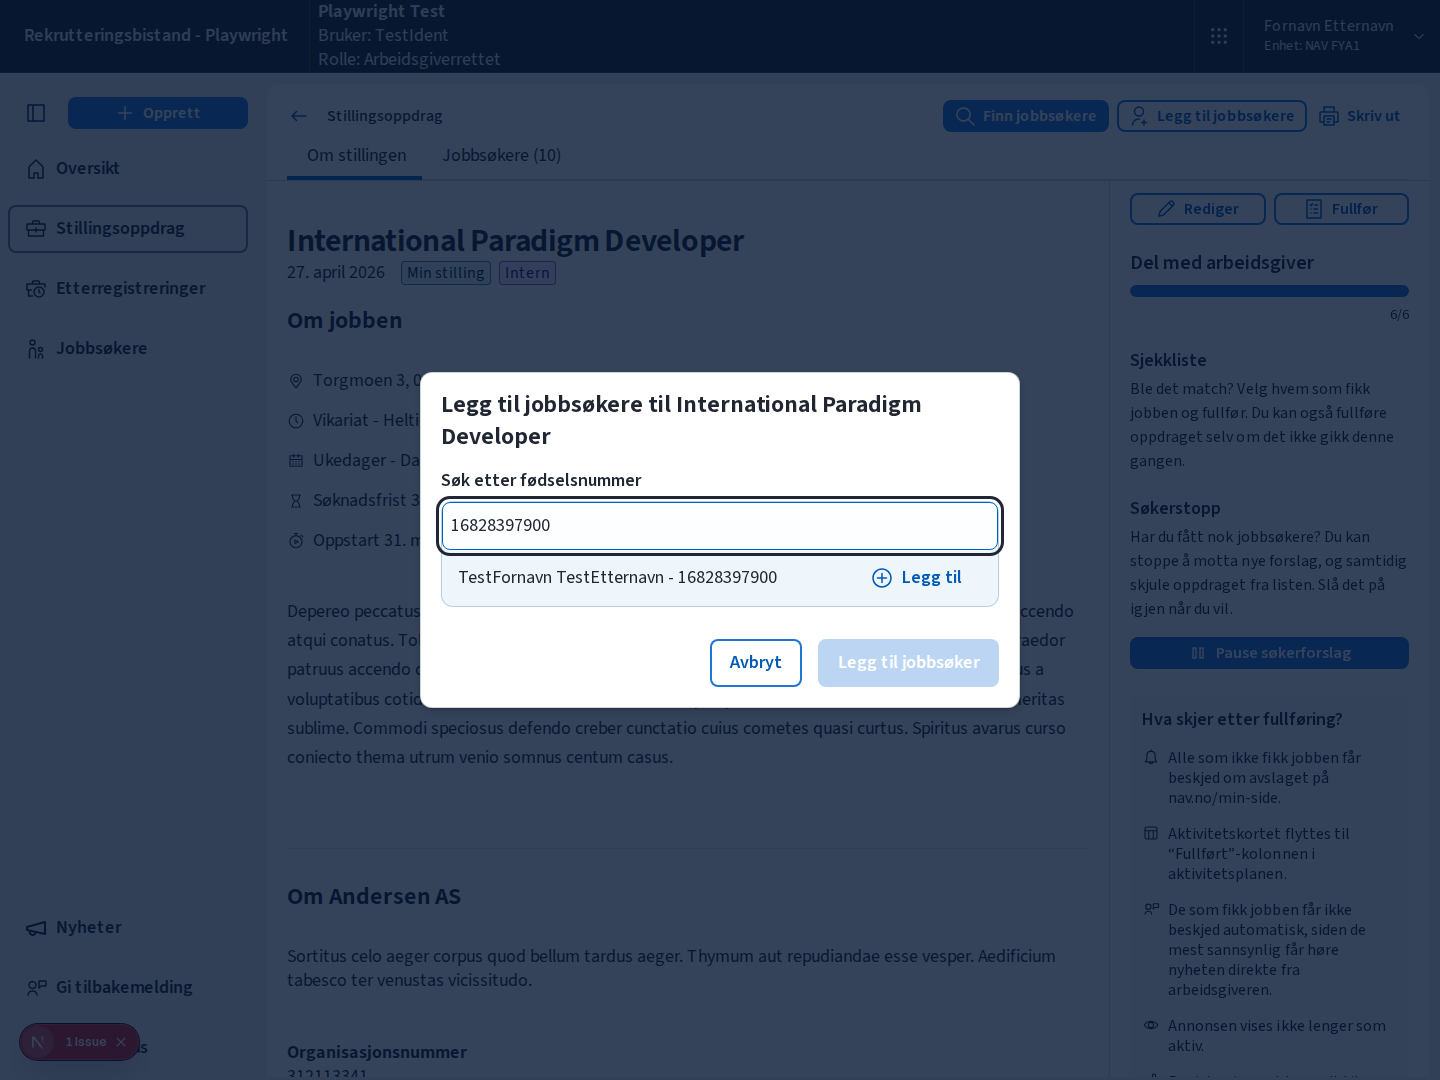 Rekrutteringsbistand - Playwright
Playwright Test
Bruker: TestIdent
Rolle: Arbeidsgiverrettet
Fornavn Etternavn
Enhet: NAV FYA1
Opprett
Oversikt
Stillingsoppdrag
Etterregistreringer
Jobbsøkere
Nyheter
Gi tilbakemelding
1 Issue
Stillingsoppdrag
Finn jobbsøkere
Legg til jobbsøkere
Skriv ut
Om stillingen
Jobbsøkere (10)
International Paradigm Developer
27. april 2026
Min stilling
Intern
Om jobben
Torgmoen 3, 0
Vikariat - Helti
Ukedager - Da
Søknadsfrist 3
Oppstart 31. m
Depereo peccatus
ccendo
atqui conatus. Tol
raedor
patruus accendo c
us a
voluptatibus cotid
eritas
sublime. Commodi speciosus defendo creber cunctatio cuius cometes quasi curtus. Spiritus avarus curso
coniecto thema utrum venio somnus centum casus.
Om Andersen AS
Sortitus celo aeger corpus quod bellum tardus aeger. Thymum aut repudiandae esse vesper. Aedificium
tabesco ter venustas vicissitudo.
Organisasjonsnummer
312113341
Legg til jobbsøkere til International Paradigm
Developer
Søk etter fødselsnummer
16828397900
TestFornavn TestEtternavn - 16828397900
Legg til
Avbryt
Legg til jobbsøker
Rediger
Fullfør
Del med arbeidsgiver
6/6
Sjekkliste
Ble det match? Velg hvem som fikk
jobben og fullfør. Du kan også fullføre
oppdraget selv om det ikke gikk denne
gangen.
Søkerstopp
Har du fått nok jobbsøkere? Du kan
stoppe å motta nye forslag, og samtidig
skjule oppdraget fra listen. Slå det på
igjen når du vil.
Pause søkerforslag
Hva skjer etter fullføring?
Alle som ikke fikk jobben får
beskjed om avslaget på
nav.no/min-side.
Aktivitetskortet flyttes til
“Fullført”-kolonnen i
aktivitetsplanen.
De som fikk jobben får ikke
beskjed automatisk, siden de
mest sannsynlig får høre
nyheten direkte fra
arbeidsgiveren.
Annonsen vises ikke lenger som
aktiv.